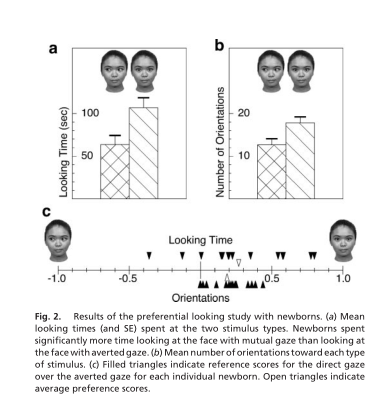 a
b
Looking Time (sec)
100
50
Number of Orientations
20
10
c
Looking Time
-1.0
-0.5
0.5
1.0
Orientations
Fig. 2. Results of the preferential looking study with newborns. (a) Mean
looking times (and SE) spent at the two stimulus types. Newborns spent
significantly more time looking at the face with mutual gaze than looking at
the face with averted gaze. (b) Mean number of orientations toward each type
of stimulus. (c) Filled triangles indicate reference scores for the direct gaze
over the averted gaze for each individual newborn. Open triangles indicate
average preference scores.